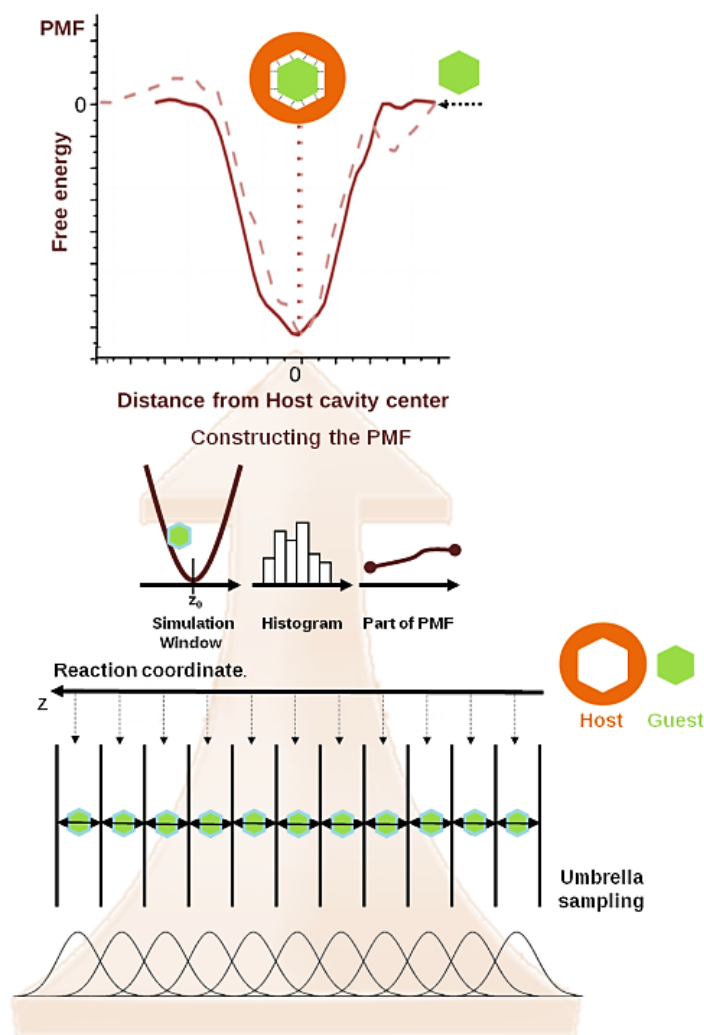 PMF
0
Free energy
0
Distance from Host cavity center
Constructing the PMF
z0
Simulation
Window
Histogram
Part of PMF
Reaction coordinate.
Z
Host
Guest
Umbrella
sampling